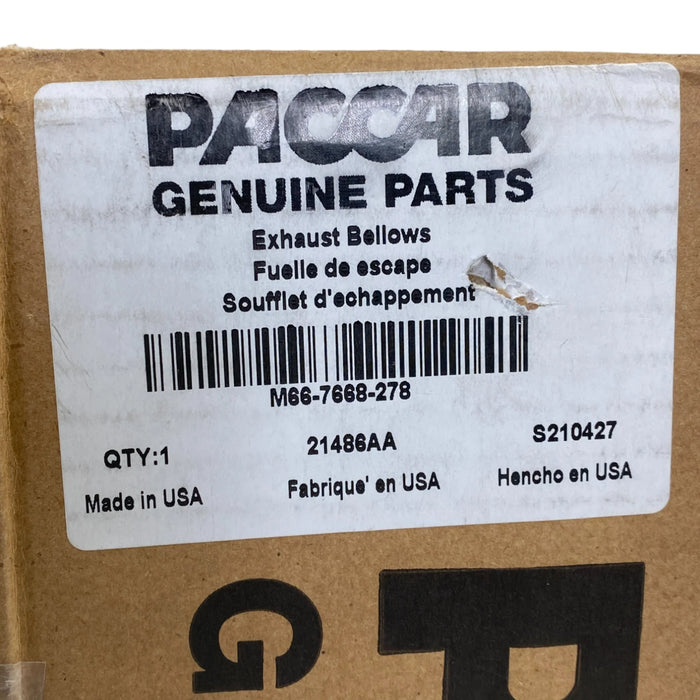 PACCAR
GENUINE PARTS
Exhaust Bellows
Fuelle de escape
Soufflet d'echappement
M66-7668-278
QTY:1 21486AA S210427
Made in USA Fabrique' en USA Hencho en USA
P
G